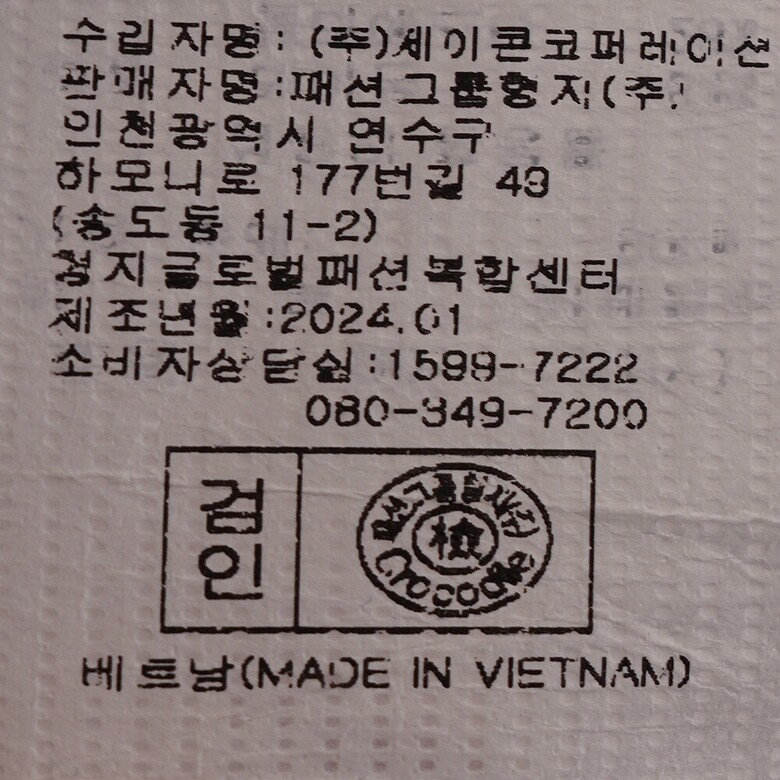 수입자명: (주)세이콘코퍼레이션
판매자명:패션그룹형지(주)
인천광역시 연수구
하모니로 177번길 49
(송도동 11-2)
형지글로벌패션복합센터
제조년월:2024.01
소비자상담실:1599-7222
080-349-7200
검인
檢
베트남(MADE IN VIETNAM)